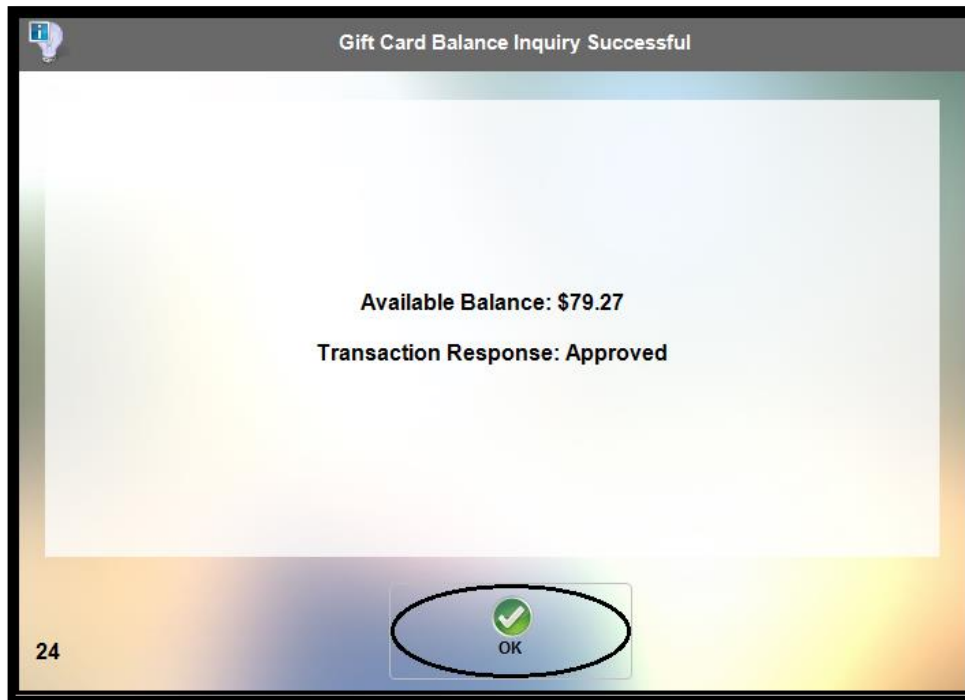 Gift Card Balance Inquiry Successful
Available Balance: $79.27
Transaction Response: Approved
OK
24